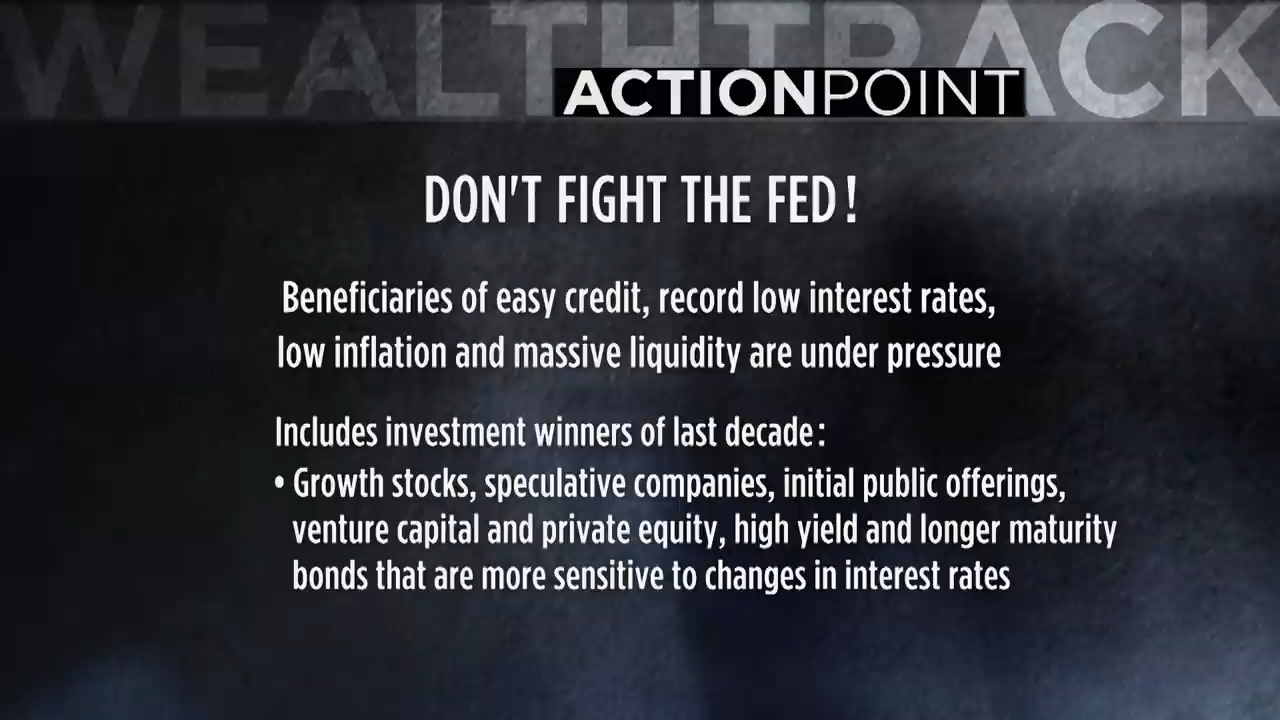 WEALTHTRACK
ACTIONPOINT
DON'T FIGHT THE FED!
Beneficiaries of easy credit, record low interest rates,
low inflation and massive liquidity are under pressure
Includes investment winners of last decade:
• Growth stocks, speculative companies, initial public offerings,
venture capital and private equity, high yield and longer maturity
bonds that are more sensitive to changes in interest rates